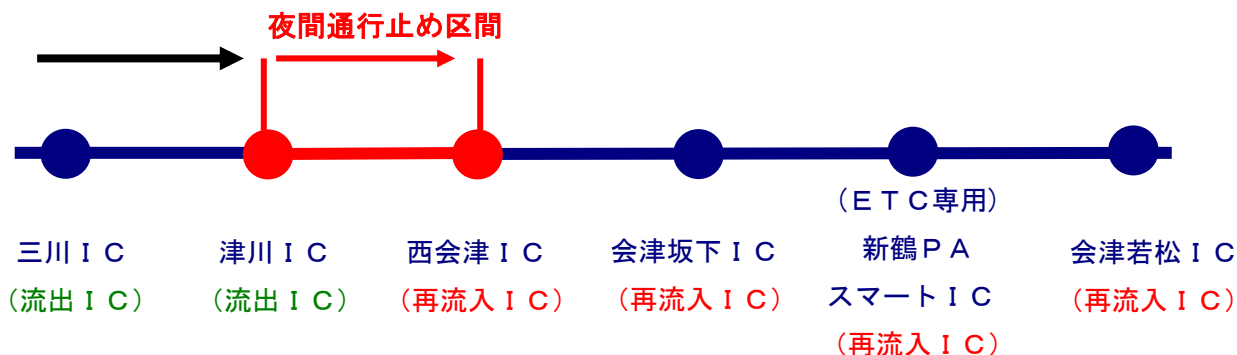 夜間通行止め区間
三川ＩＣ
（流出ＩＣ）
津川ＩＣ
（流出ＩＣ）
西会津ＩＣ
（再流入ＩＣ）
会津坂下ＩＣ
（再流入ＩＣ）
（ＥＴＣ専用）
新鶴ＰＡ
スマートＩＣ
（再流入ＩＣ）
会津若松ＩＣ
（再流入ＩＣ）